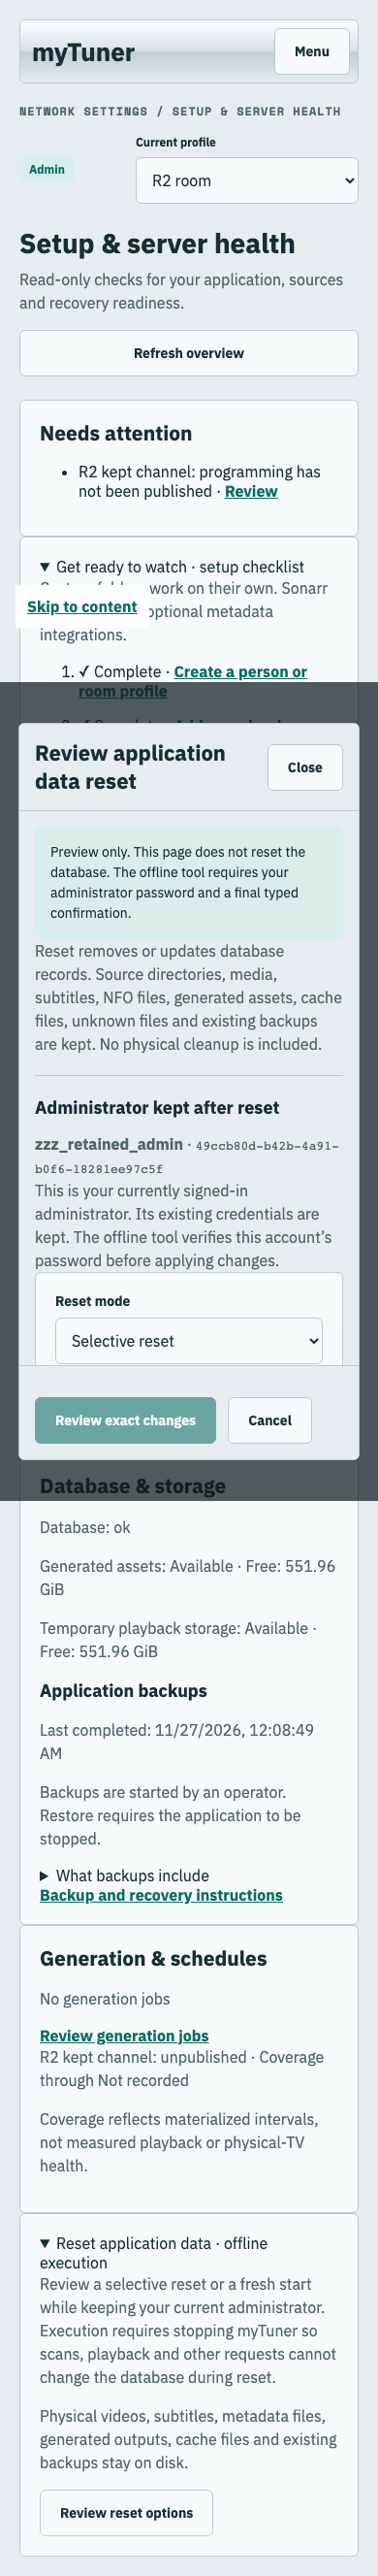 myTuner
Menu
NETWORK SETTINGS / SETUP & SERVER HEALTH
Current profile
Admin
R2 room
Setup & server health
Read-only checks for your application, sources
and recovery readiness.
Refresh overview
Needs attention
• R2 kept channel: programming has
not been published · Review
▼ Get ready to watch · setup checklist
work on their own. Sonarr
Skip to content
optional metadata
integrations.
1. ✓ Complete · Create a person or
room profile
Review application
data reset
Close
Preview only. This page does not reset the
database. The offline tool requires your
administrator password and a final typed
confirmation.
Reset removes or updates database
records. Source directories, media,
subtitles, NFO files, generated assets, cache
files, unknown files and existing backups
are kept. No physical cleanup is included.
Administrator kept after reset
zzz_retained_admin · 49ccb80d-b42b-4a91-
b0f6-18281ee97c5f
This is your currently signed-in
administrator. Its existing credentials are
kept. The offline tool verifies this account’s
password before applying changes.
Reset mode
Selective reset
Review exact changes
Cancel
Database & storage
Database: ok
Generated assets: Available · Free: 551.96
GiB
Temporary playback storage: Available ·
Free: 551.96 GiB
Application backups
Last completed: 11/27/2026, 12:08:49
AM
Backups are started by an operator.
Restore requires the application to be
stopped.
▶ What backups include
Backup and recovery instructions
Generation & schedules
No generation jobs
Review generation jobs
R2 kept channel: unpublished · Coverage
through Not recorded
Coverage reflects materialized intervals,
not measured playback or physical-TV
health.
▼ Reset application data · offline
execution
Review a selective reset or a fresh start
while keeping your current administrator.
Execution requires stopping myTuner so
scans, playback and other requests cannot
change the database during reset.
Physical videos, subtitles, metadata files,
generated outputs, cache files and existing
backups stay on disk.
Review reset options